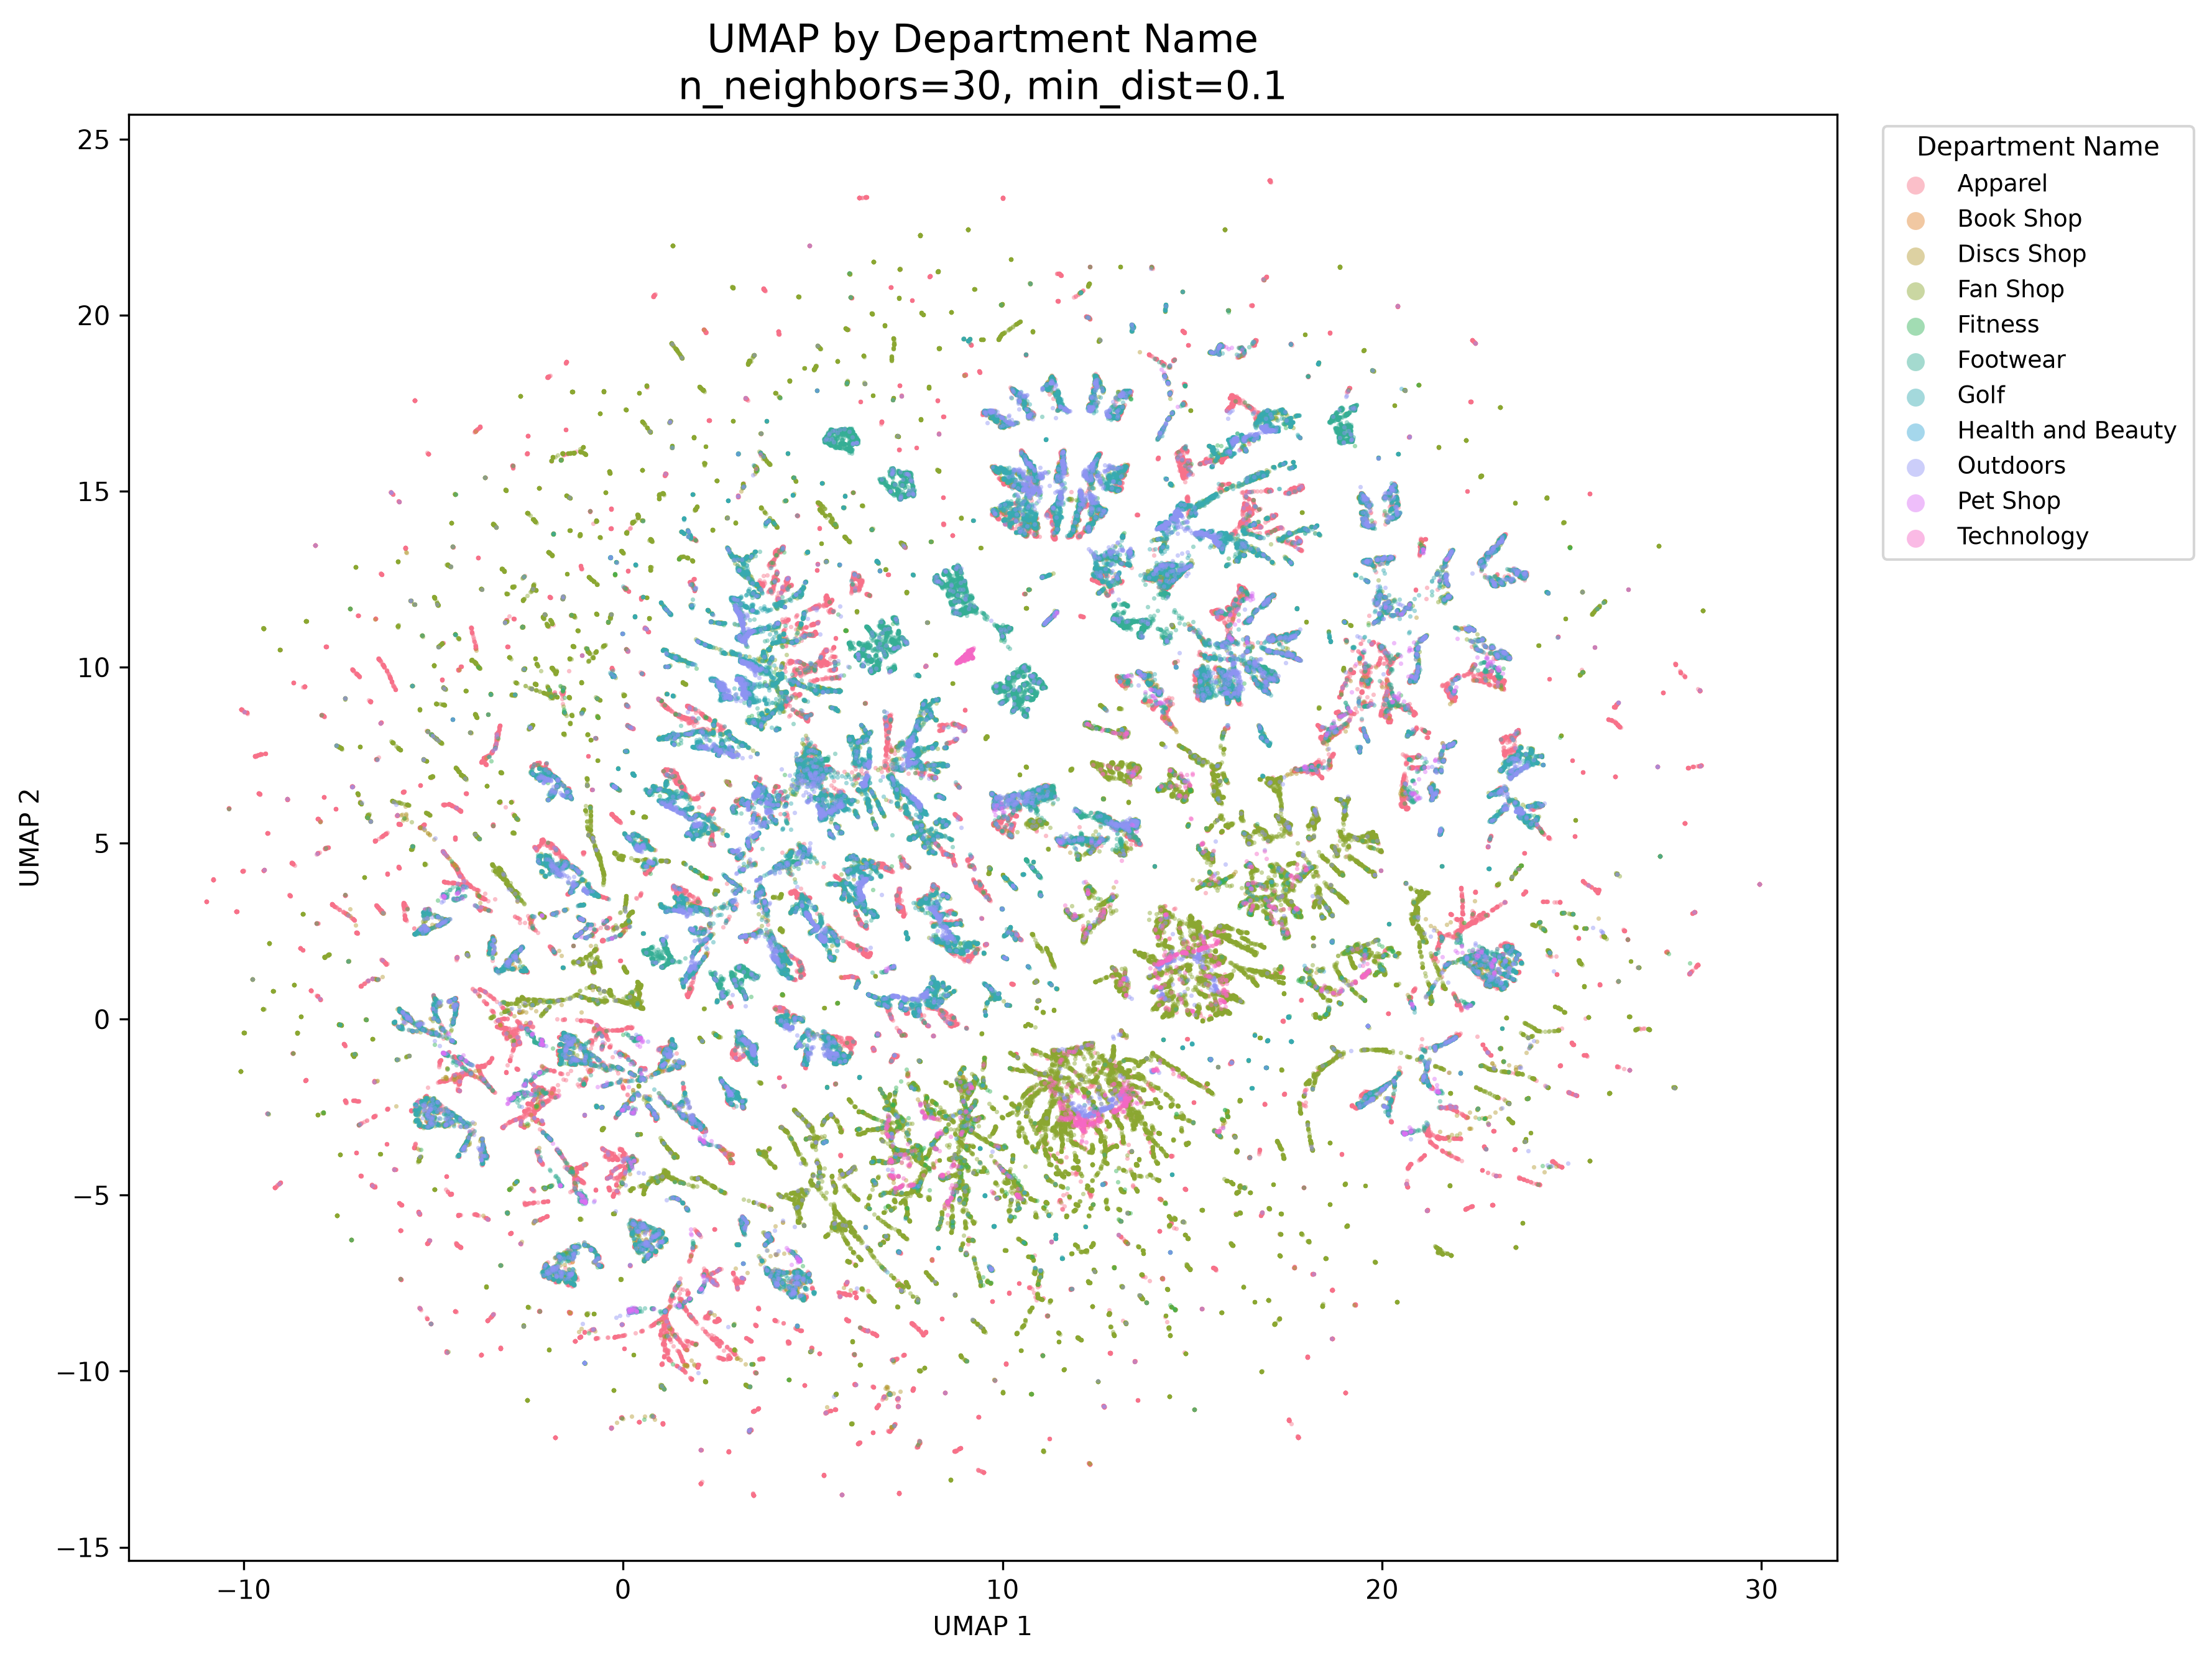 UMAP by Department Name
n_neighbors=30, min_dist=0.1
25
20
15
10
5
0
−5
−10
−15
UMAP 2
−10
0
10
20
30
UMAP 1
Department Name
Apparel
Book Shop
Discs Shop
Fan Shop
Fitness
Footwear
Golf
Health and Beauty
Outdoors
Pet Shop
Technology